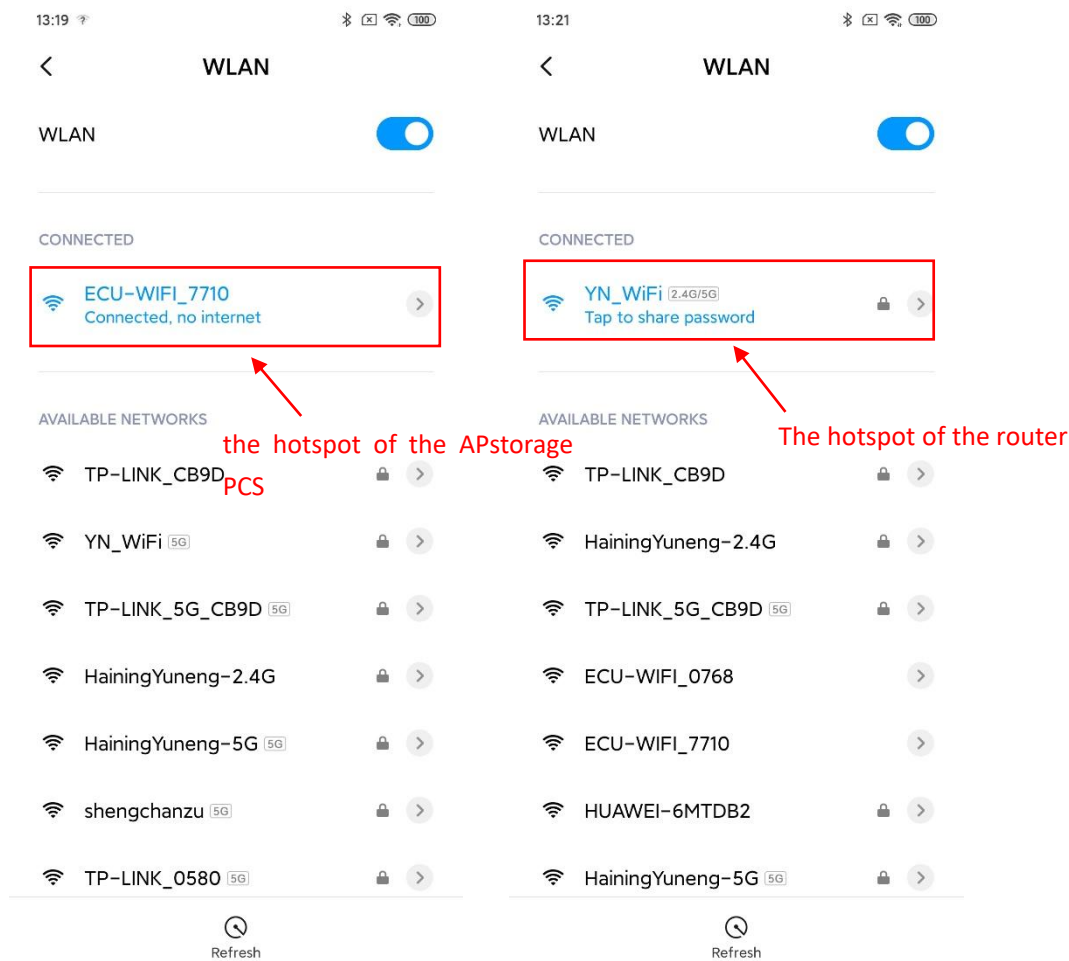 13:19
100
WLAN
WLAN
CONNECTED
ECU-WIFI_7710
Connected, no internet
AVAILABLE NETWORKS
the hotspot of the APstorage
PCS
TP-LINK_CB9D
YN_WiFi 5G
TP-LINK_5G_CB9D 5G
HainingYuneng-2.4G
HainingYuneng-5G 5G
shengchanzu 5G
TP-LINK_0580 5G
Refresh
13:21
100
WLAN
WLAN
CONNECTED
YN_WiFi 2.4G/5G
Tap to share password
The hotspot of the router
AVAILABLE NETWORKS
TP-LINK_CB9D
HainingYuneng-2.4G
TP-LINK_5G_CB9D 5G
ECU-WIFI_0768
ECU-WIFI_7710
HUAWEI-6MTDB2
HainingYuneng-5G 5G
Refresh